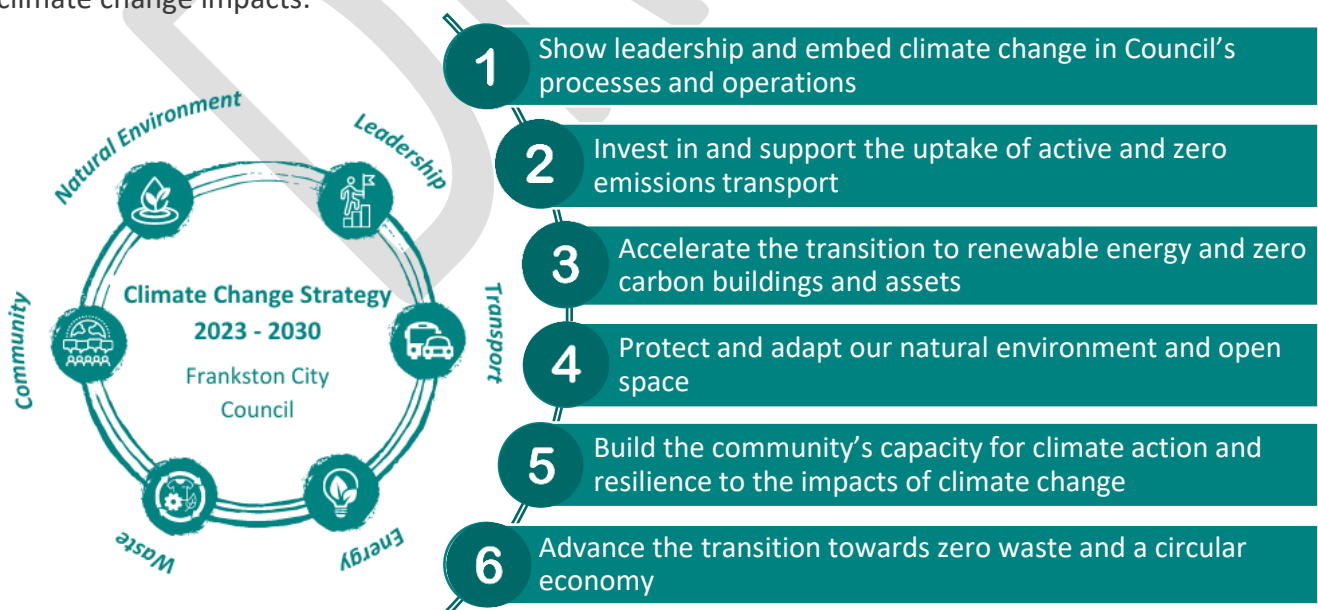 climate change impacts:
Natural Environment
Leadership
Transport
Energy
Waste
Community
Climate Change Strategy
2023 - 2030
Frankston City
Council
1
Show leadership and embed climate change in Council's
processes and operations
2
Invest in and support the uptake of active and zero
emissions transport
3
Accelerate the transition to renewable energy and zero
carbon buildings and assets
4
Protect and adapt our natural environment and open
space
5
Build the community's capacity for climate action and
resilience to the impacts of climate change
6
Advance the transition towards zero waste and a circular
economy